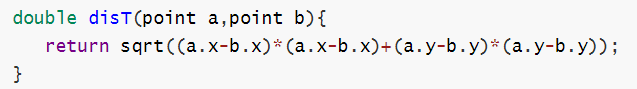 double disT(point a,point b){
   return sqrt((a.x-b.x)*(a.x-b.x)+(a.y-b.y)*(a.y-b.y));
}